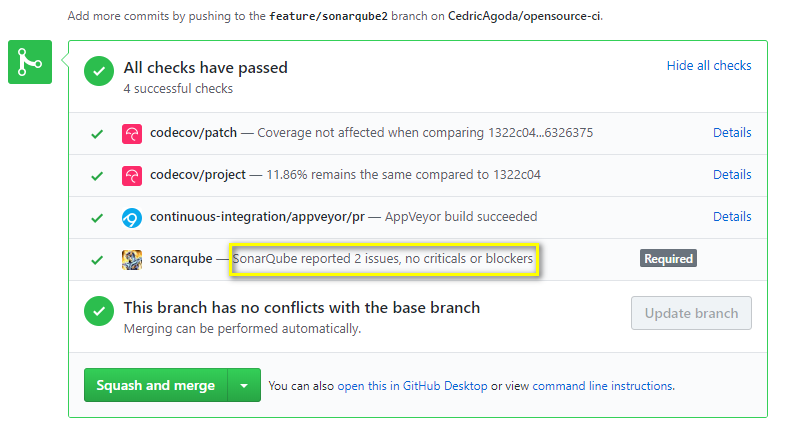 Add more commits by pushing to the feature/sonarqube2 branch on CedricAgoda/opensource-ci.
All checks have passed
Hide all checks
4 successful checks
codecov/patch — Coverage not affected when comparing 1322c04...6326375 Details
codecov/project — 11.86% remains the same compared to 1322c04 Details
continuous-integration/appveyor/pr — AppVeyor build succeeded Details
sonarqube — SonarQube reported 2 issues, no criticals or blockers Required
This branch has no conflicts with the base branch
Merging can be performed automatically.
Update branch
Squash and merge You can also open this in GitHub Desktop or view command line instructions.